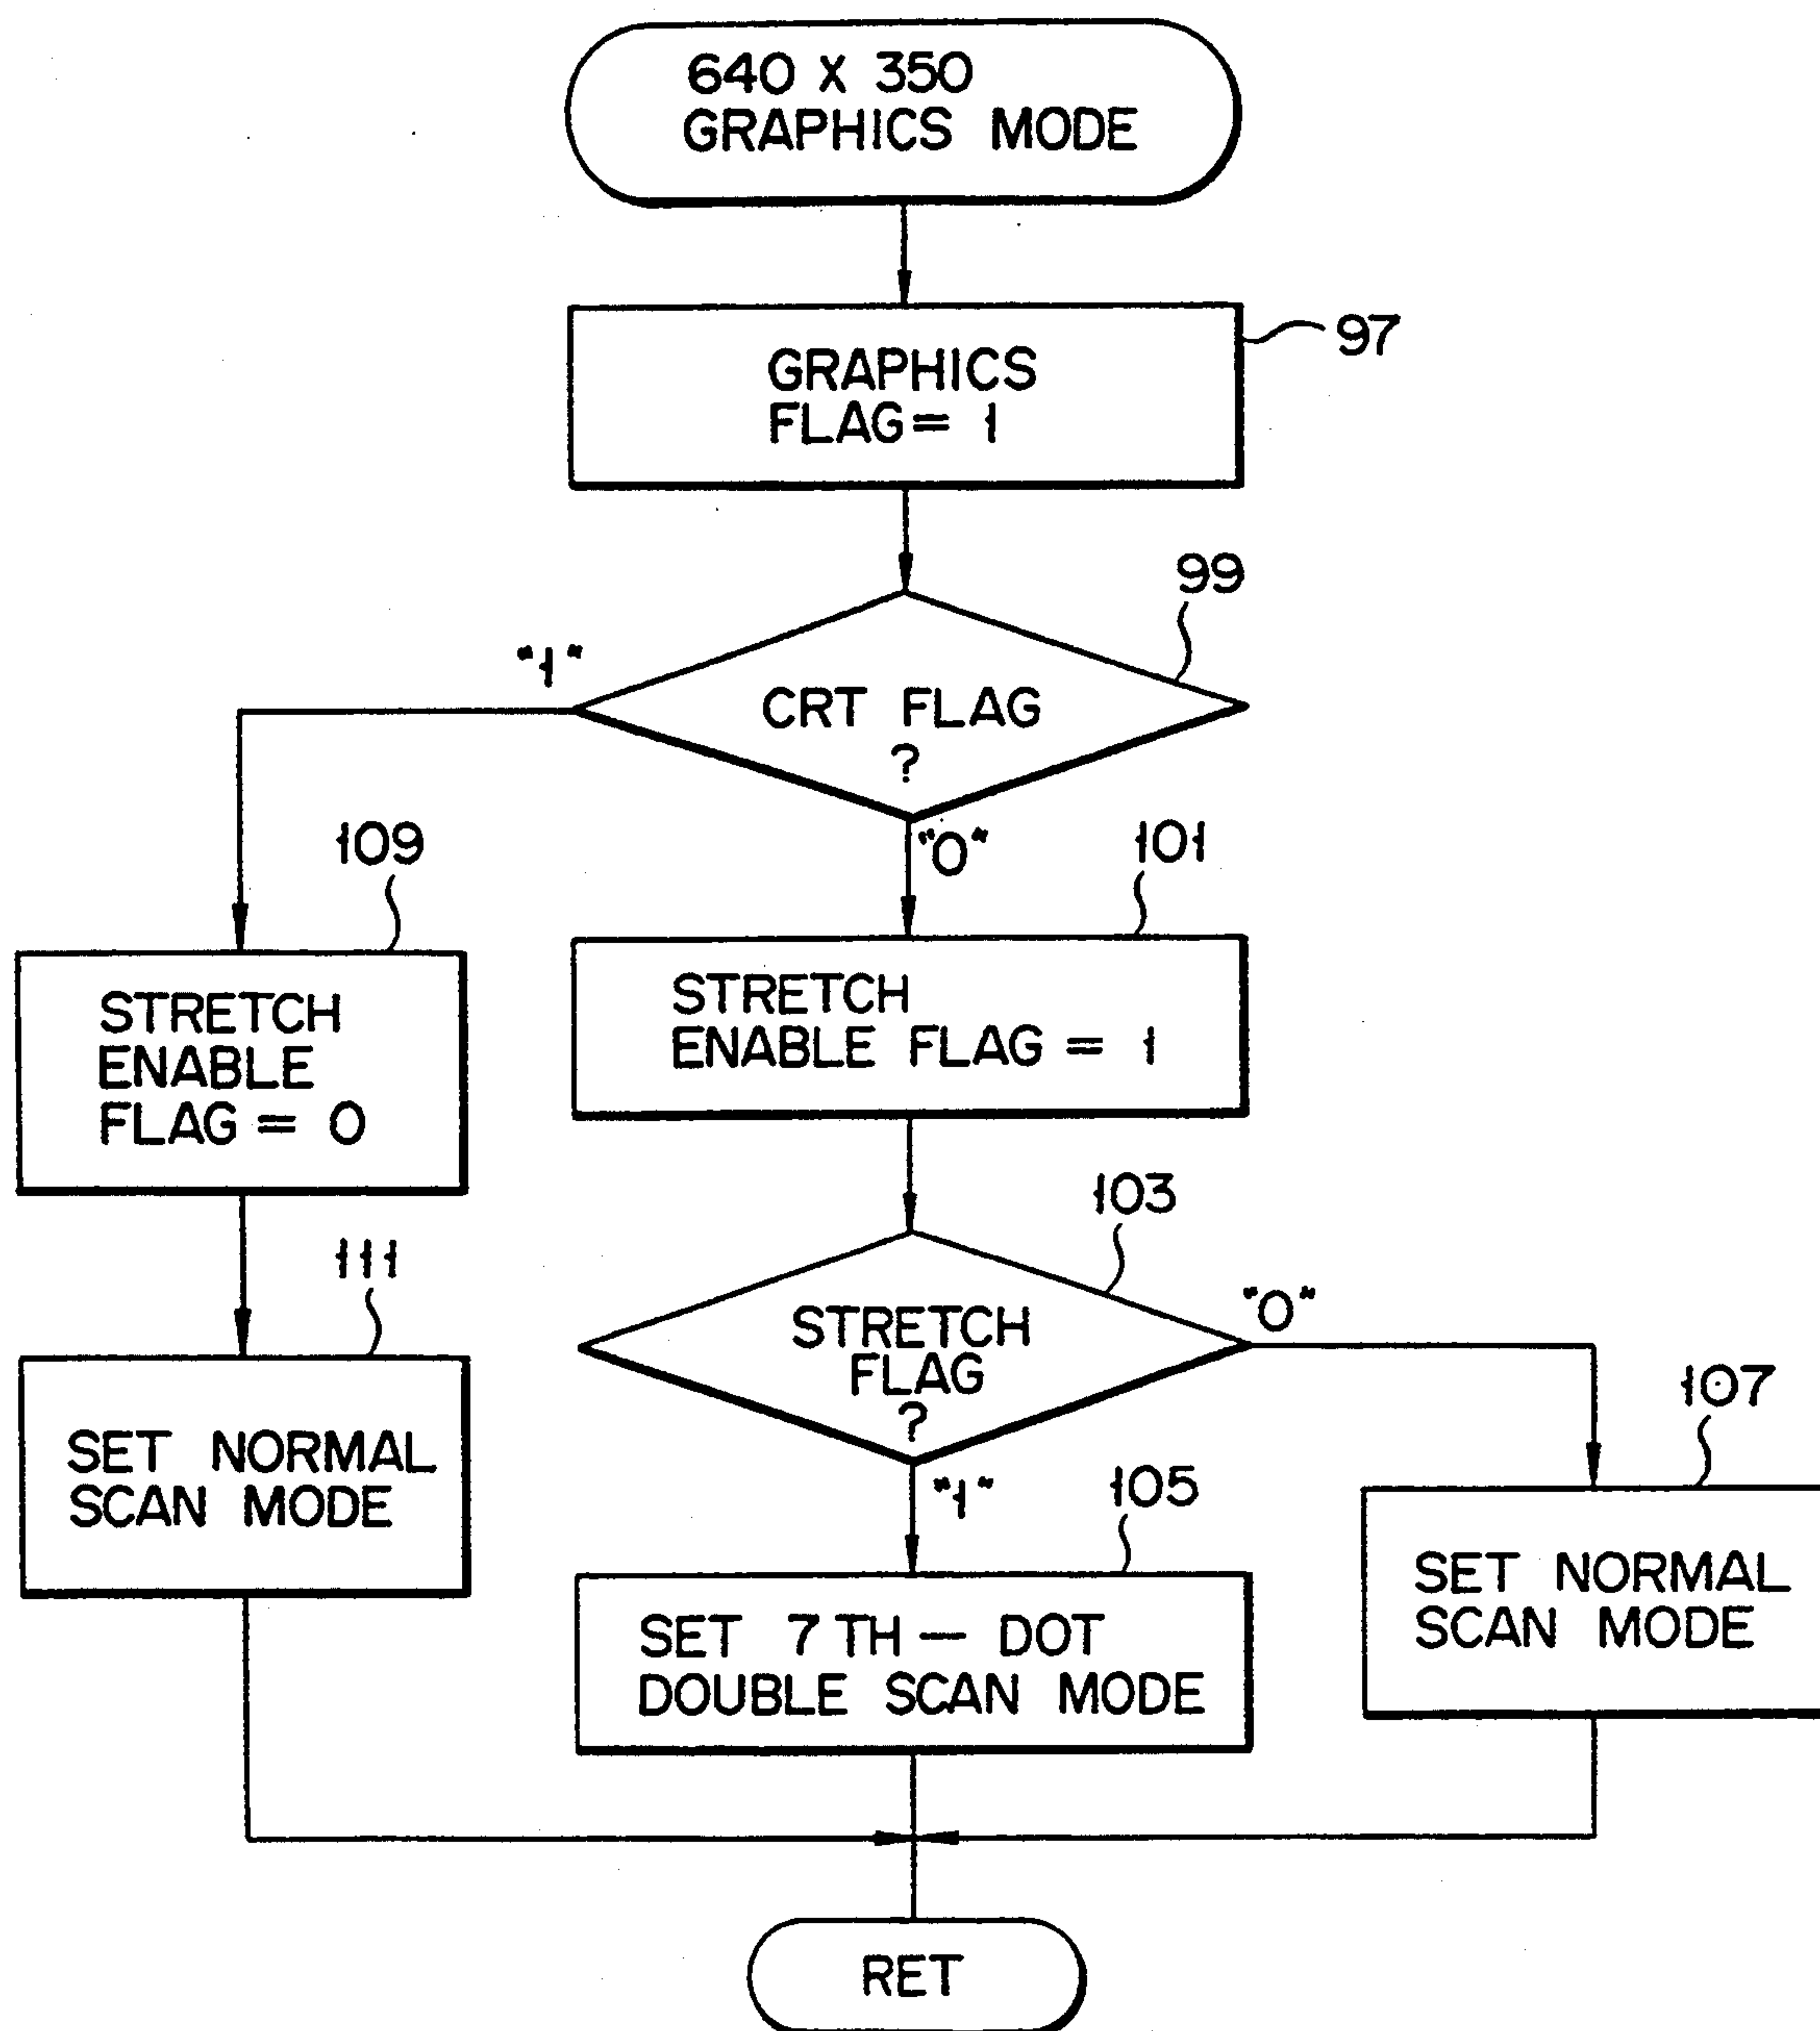 640 X 350
GRAPHICS MODE
97
GRAPHICS
FLAG = 1
99
"1"
CRT FLAG
?
"0"
109
101
STRETCH
ENABLE
FLAG = 0
STRETCH
ENABLE FLAG = 1
103
111
"0"
STRETCH
FLAG
?
107
SET NORMAL
SCAN MODE
"1"
105
SET NORMAL
SCAN MODE
SET 7TH — DOT
DOUBLE SCAN MODE
RET